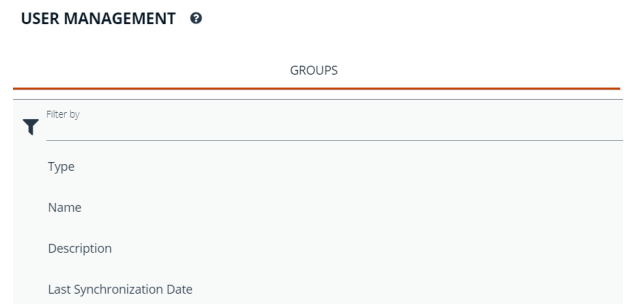 USER MANAGEMENT
GROUPS
Filter by
Type
Name
Description
Last Synchronization Date